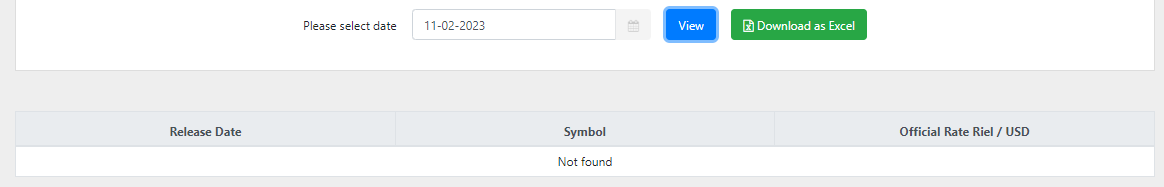 Please select date 11-02-2023 View Download as Excel
Release Date Symbol Official Rate Riel / USD
Not found